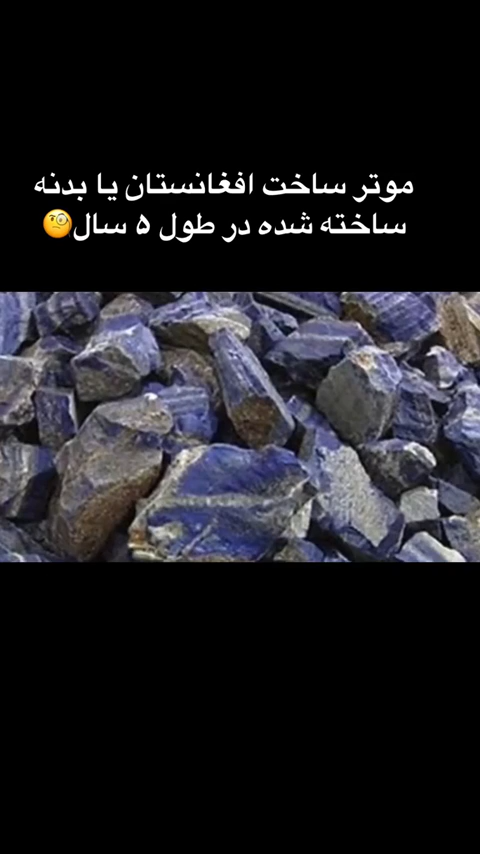 موتر ساخت افغانستان یا بدنه
ساخته شده در طول ۵ سال🧐